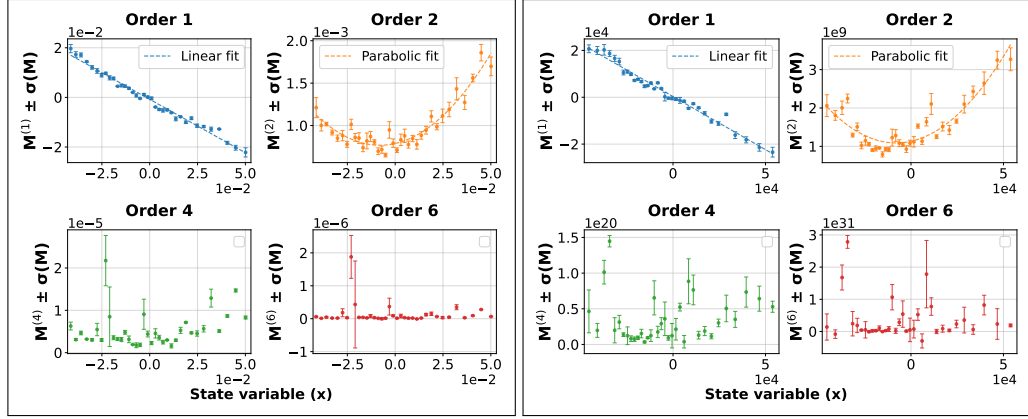 Order 1
1e−2
M(1) ± σ(M)
2
0
−2
Linear fit
−2.5 0.0 2.5 5.0
1e−2
Order 2
1e−3
M(2) ± σ(M)
2.0
1.5
1.0
Parabolic fit
−2.5 0.0 2.5 5.0
1e−2
Order 4
1e−5
M(4) ± σ(M)
2
1
0
−2.5 0.0 2.5 5.0
1e−2
Order 6
1e−6
M(6) ± σ(M)
2
1
0
−1
−2.5 0.0 2.5 5.0
1e−2
State variable (x)
Order 1
1e4
M(1) ± σ(M)
2
0
−2
Linear fit
0 5
1e4
Order 2
1e9
M(2) ± σ(M)
3
2
1
Parabolic fit
0 5
1e4
Order 4
1e20
M(4) ± σ(M)
1.5
1.0
0.5
0.0
0 5
1e4
Order 6
1e31
M(6) ± σ(M)
3
2
1
0
0 5
1e4
State variable (x)